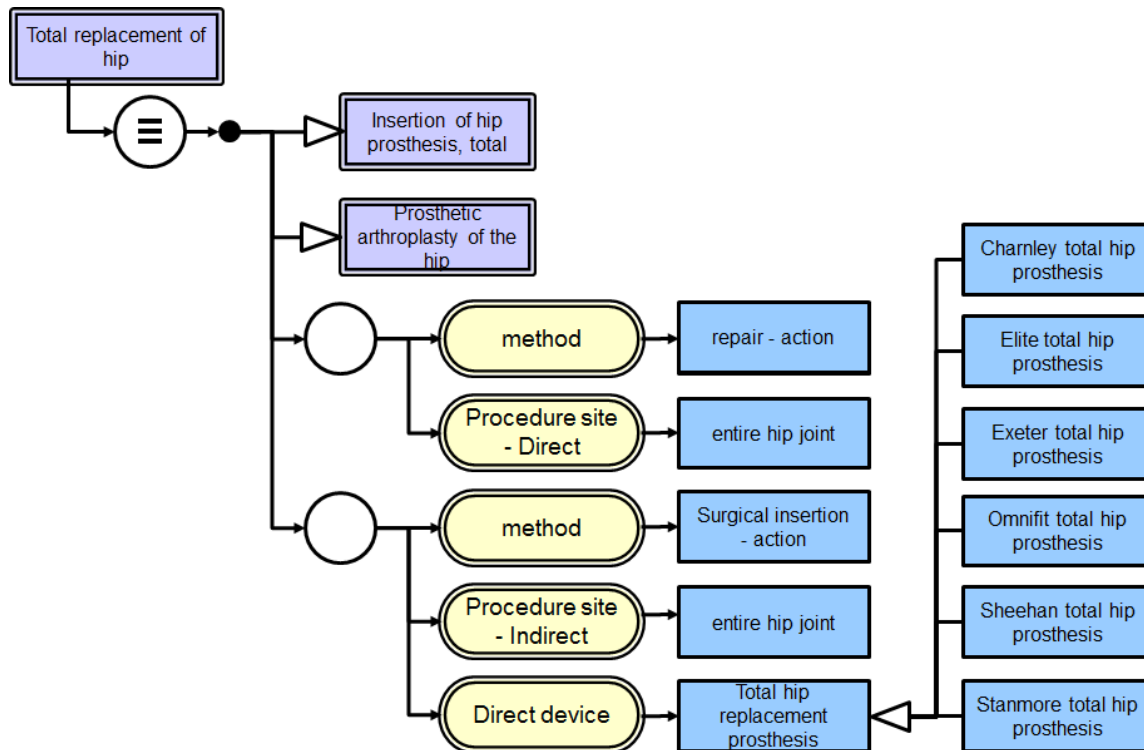 Total replacement of
hip
Insertion of hip
prosthesis, total
Prosthetic
arthroplasty of the
hip
Charnley total hip
prosthesis
method
repair - action
Elite total hip
prosthesis
Procedure site
- Direct
entire hip joint
Exeter total hip
prosthesis
method
Surgical insertion
- action
Omnifit total hip
prosthesis
Procedure site
- Indirect
entire hip joint
Sheehan total hip
prosthesis
Direct device
Total hip
replacement
prosthesis
Stanmore total hip
prosthesis